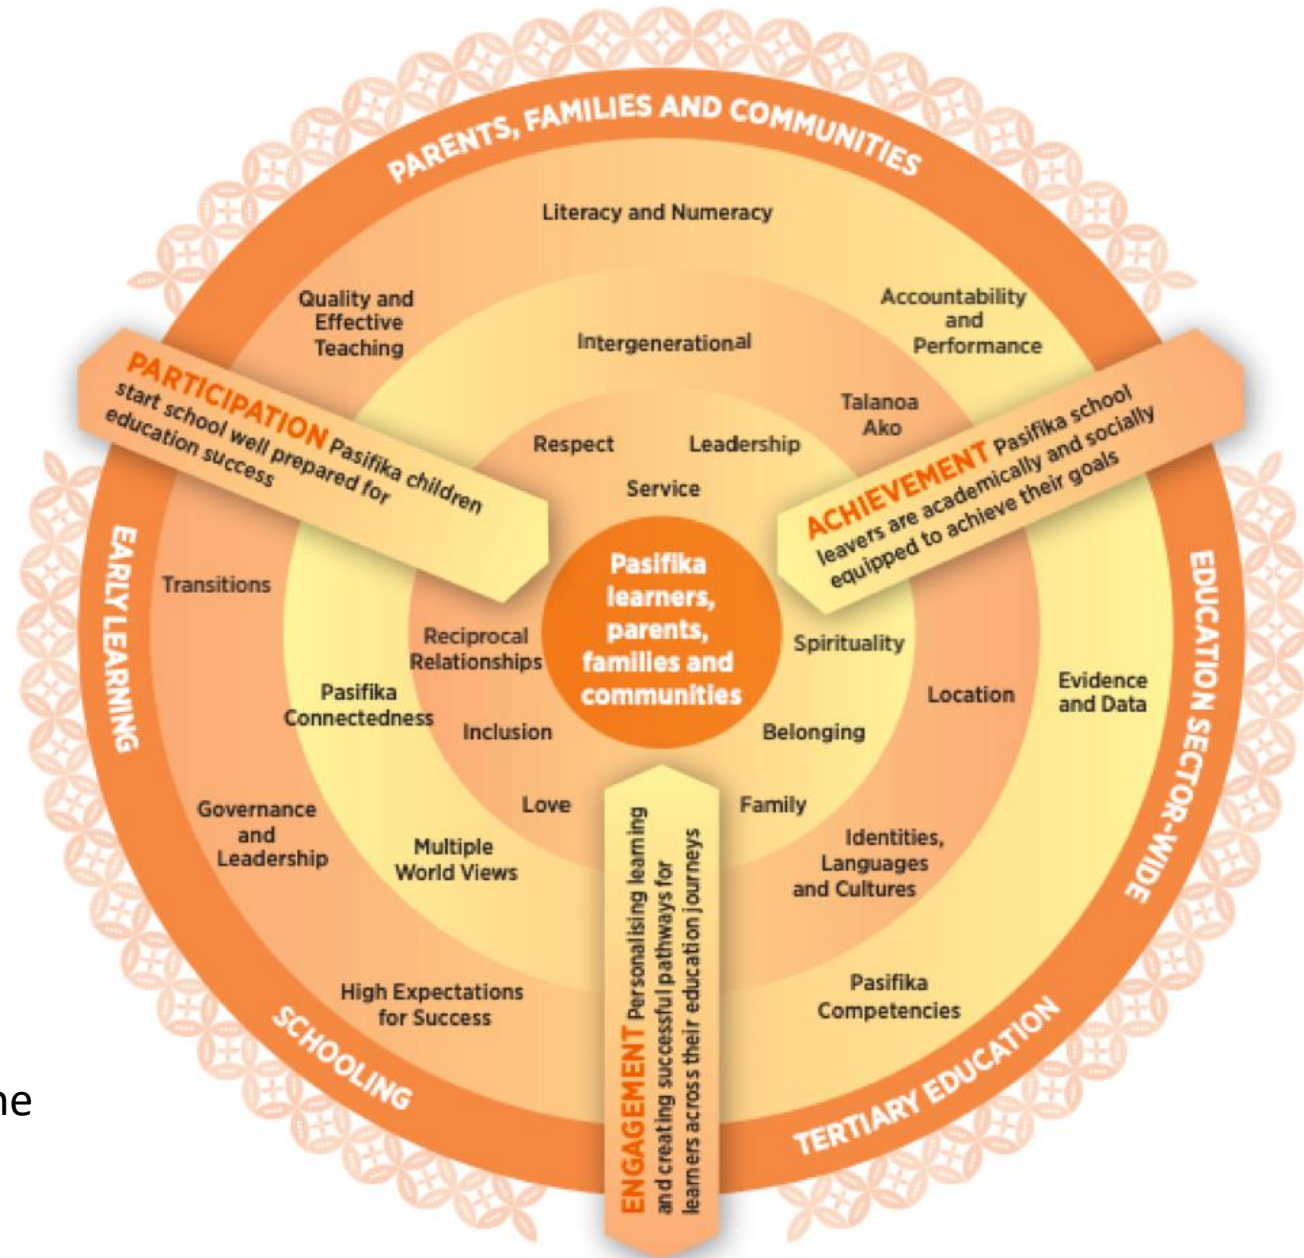 PARENTS, FAMILIES AND COMMUNITIES
Literacy and Numeracy
Quality and
Effective
Teaching
Accountability
and
Performance
Intergenerational
Talanoa
Ako
PARTICIPATION Pasifika children
start school well prepared for
education success
ACHIEVEMENT Pasifika school
leavers are academically and socially
equipped to achieve their goals
Respect
Leadership
Service
Pasifika
learners,
parents,
families and
communities
EARLY LEARNING
Transitions
Reciprocal
Relationships
Spirituality
EDUCATION SECTOR-WIDE
Pasifika
Connectedness
Location
Evidence
and Data
Inclusion
Belonging
Love
Family
Governance
and
Leadership
Multiple
World Views
Identities,
Languages
and Cultures
ENGAGEMENT Personalising learning
and creating successful pathways for
learners across their education journeys
High Expectations
for Success
Pasifika
Competencies
SCHOOLING
TERTIARY EDUCATION